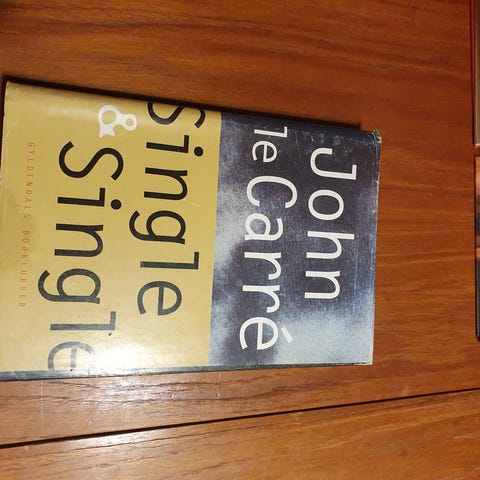 John
le Carré
Single
& Single
GYLDENDALS BOGKLUBBER